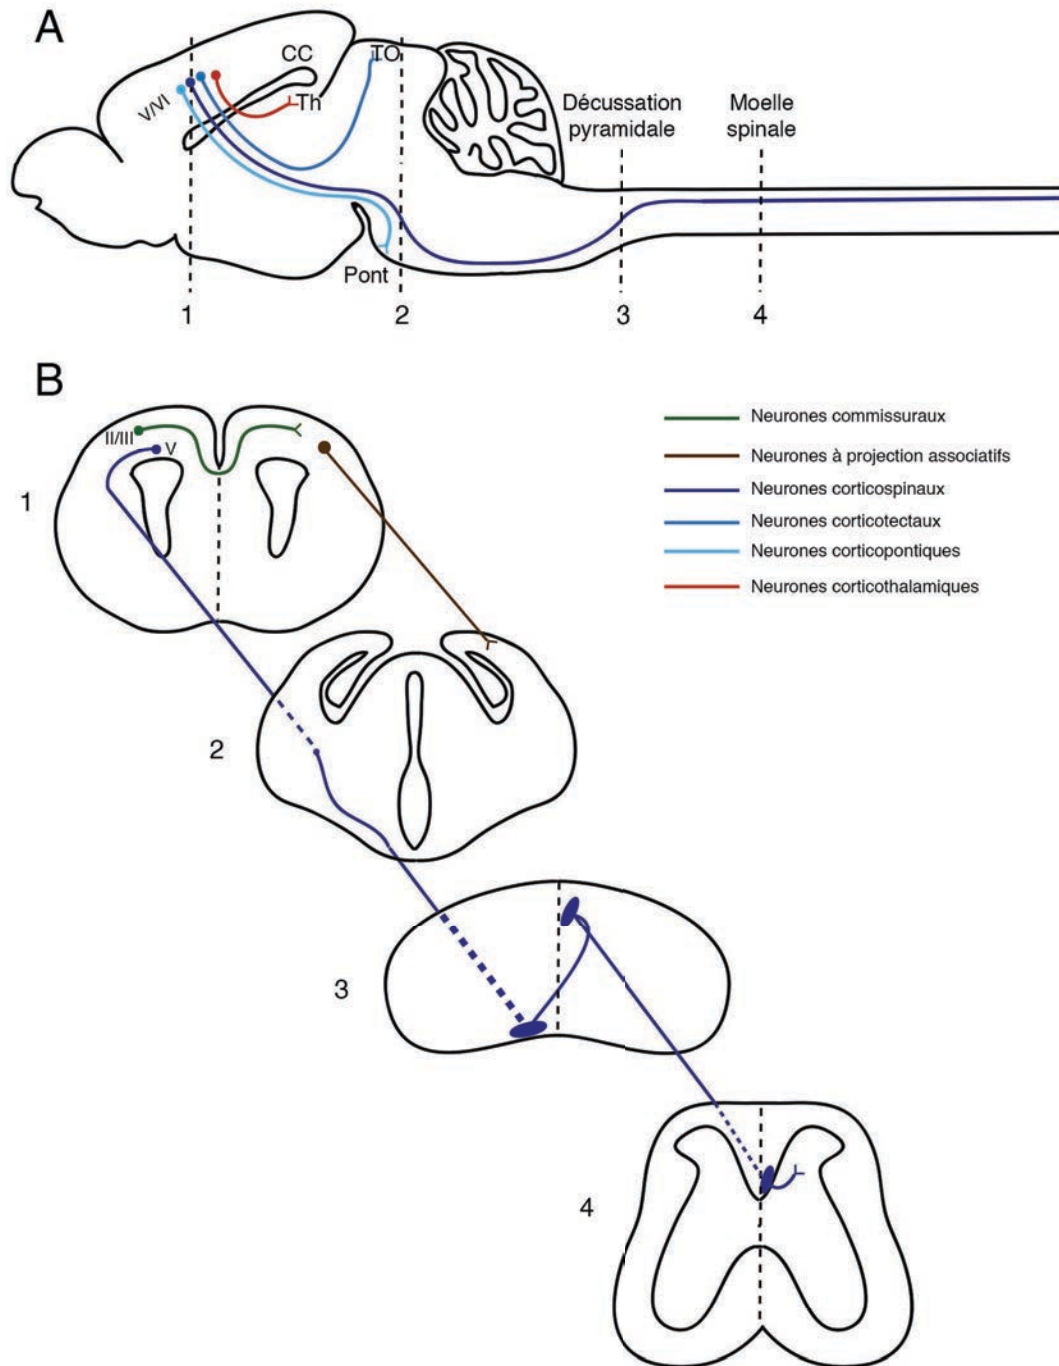 A
CC
TO
V/VI
Th
Décussation
pyramidale
Moelle
spinale
Pont
1
2
3
4
B
II/III
V
1
2
3
4
Neurones commissuraux
Neurones à projection associatifs
Neurones corticospinaux
Neurones corticotectaux
Neurones corticopontiques
Neurones corticothalamiques